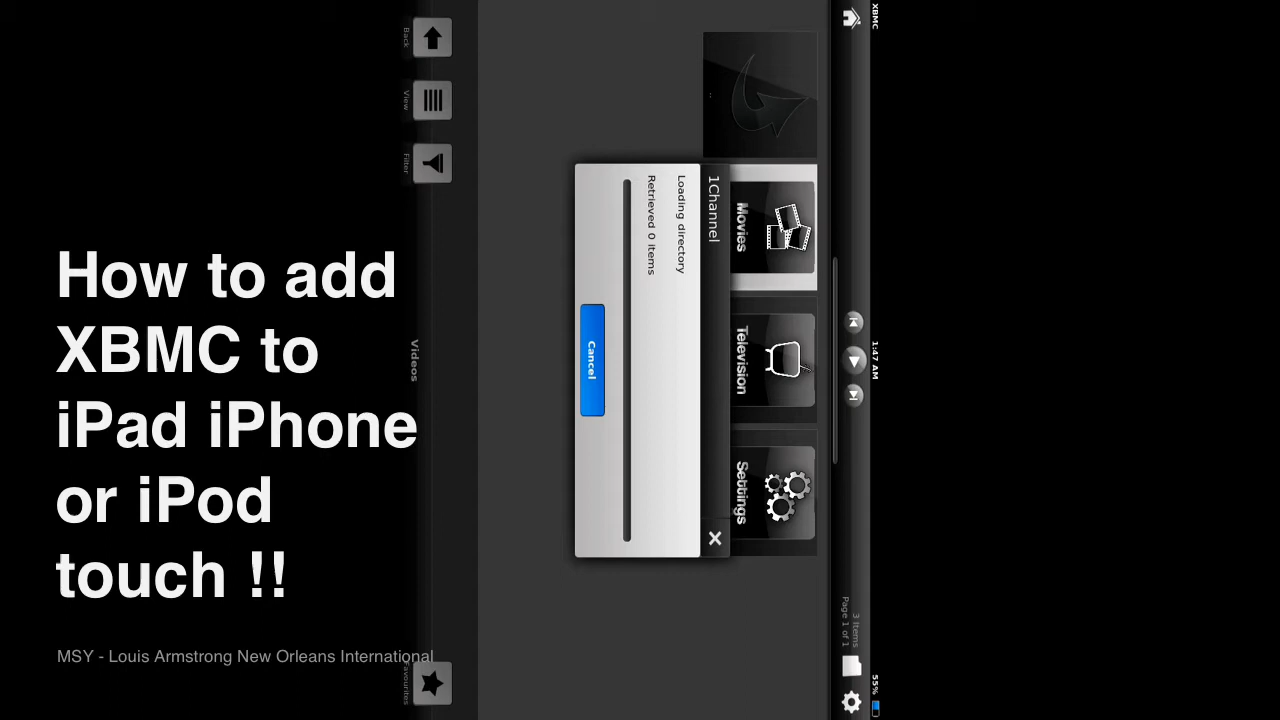 How to add
XBMC to
iPad iPhone
or iPod
touch !!
MSY - Louis Armstrong New Orleans International
XBMC
1:47 AM
55%
3 Items
Page 1 of 1
..
Movies
Television
Settings
1Channel
Loading directory
Retrieved 0 items
Cancel
Back
View
Filter
Videos
Favourites